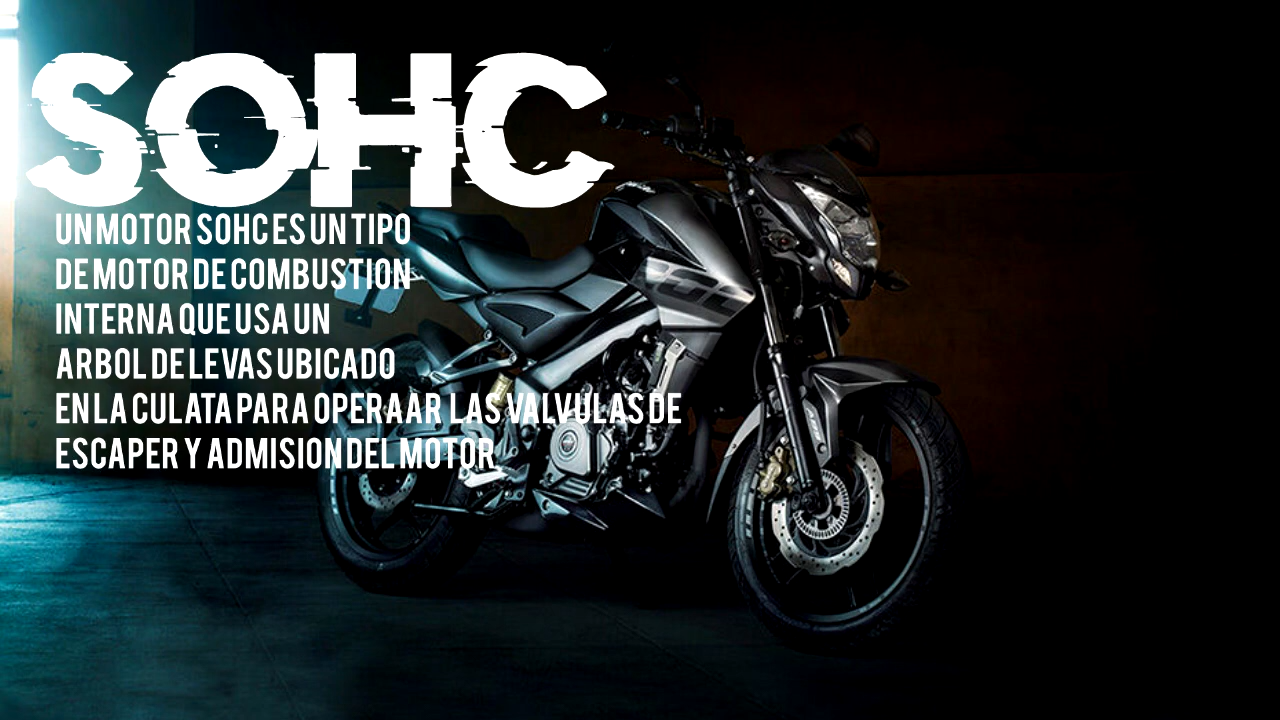 SOHC
UN MOTOR SOHC ES UN TIPO
DE MOTOR DE COMBUSTION
INTERNA QUE USA UN
ARBOL DE LEVAS UBICADO
EN LA CULATA PARA OPERAAR LAS VALVULAS DE
ESCAPER Y ADMISION DEL MOTOR